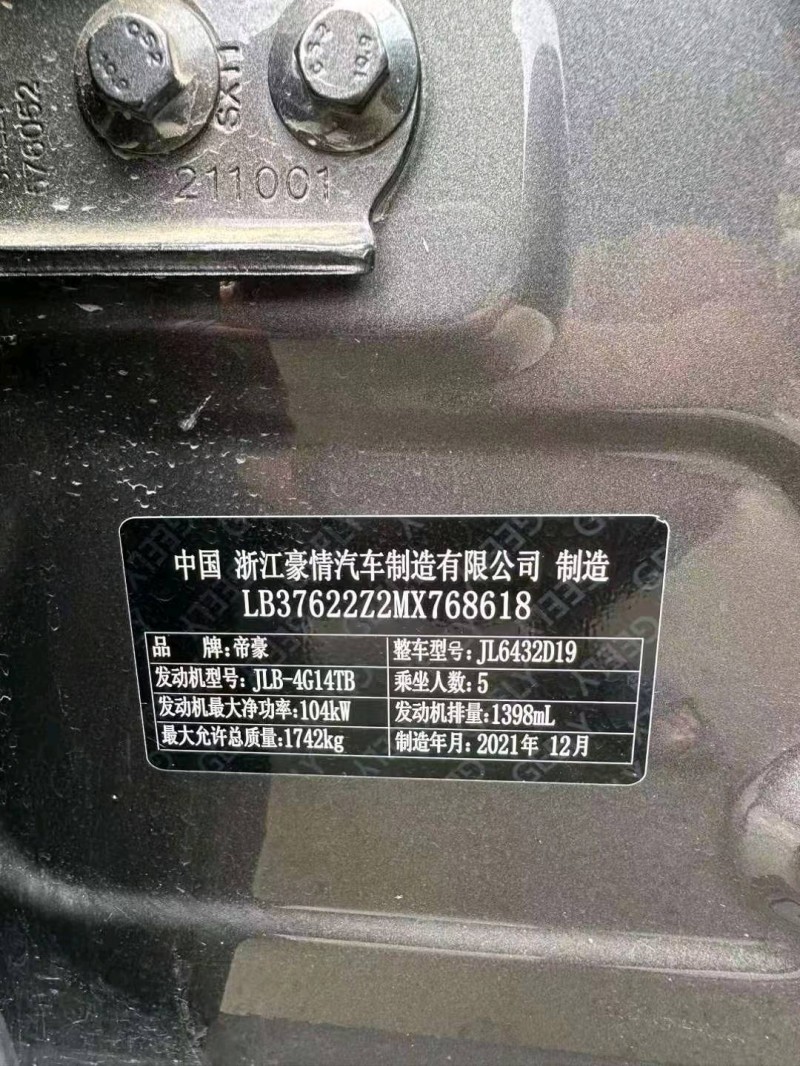 576052
SX11
211001
中国 浙江豪情汽车制造有限公司 制造
LB37622Z2MX768618
品 牌:帝豪
整车型号:JL6432D19
发动机型号:JLB-4G14TB
乘坐人数:5
发动机最大净功率:104kW
发动机排量:1398mL
最大允许总质量:1742kg
制造年月:2021年 12月